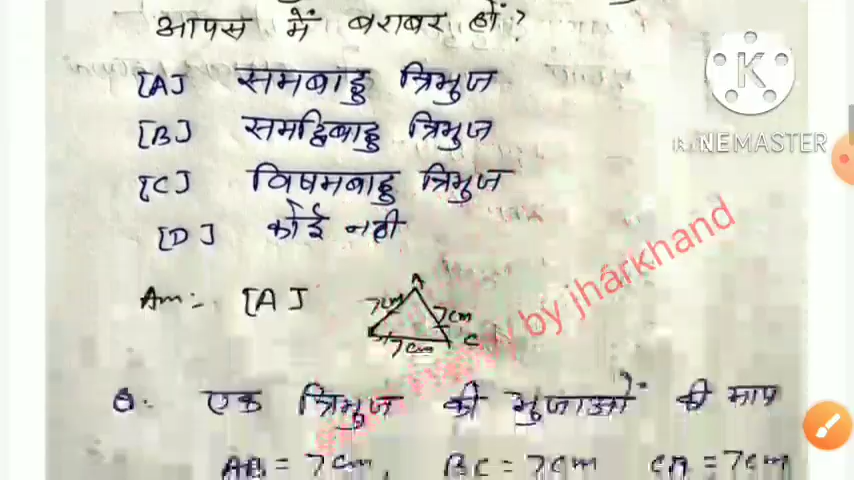 आपस में बराबर हों?
[A] समबाहु त्रिभुज
[B] समद्विबाहु त्रिभुज
[C] विषमबाहु त्रिभुज
[D] कोई नही
K
NEMASTER
Ans:- [A]
A
7cm
7cm
7cm
C
by jharkhand
Q. एक त्रिभुज की भुजाओं की माप
AB = 7cm, BC = 7cm CA = 7cm